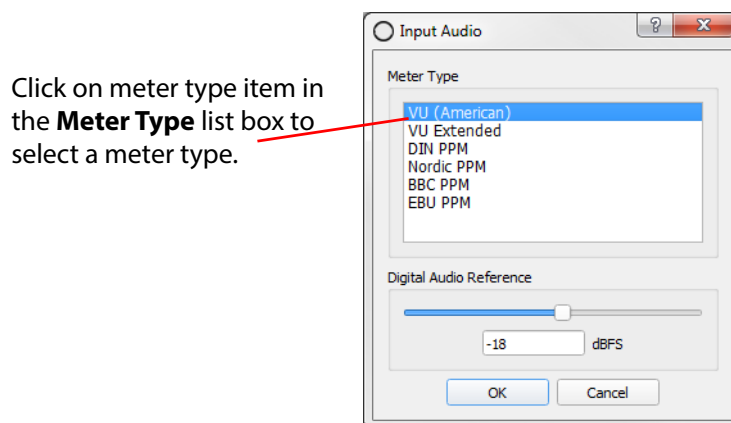 Click on meter type item in
the Meter Type list box to
select a meter type.
Input Audio
Meter Type
VU (American)
VU Extended
DIN PPM
Nordic PPM
BBC PPM
EBU PPM
Digital Audio Reference
-18 dBFS
OK Cancel